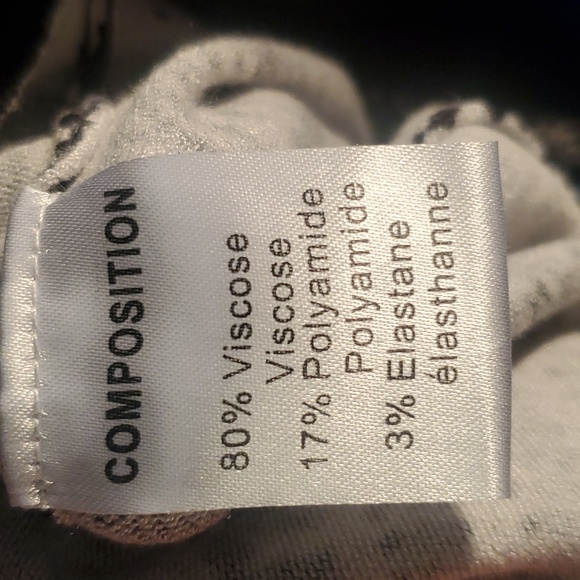 COMPOSITION
80% Viscose
Viscose
17% Polyamide
Polyamide
3% Elastane
élasthanne